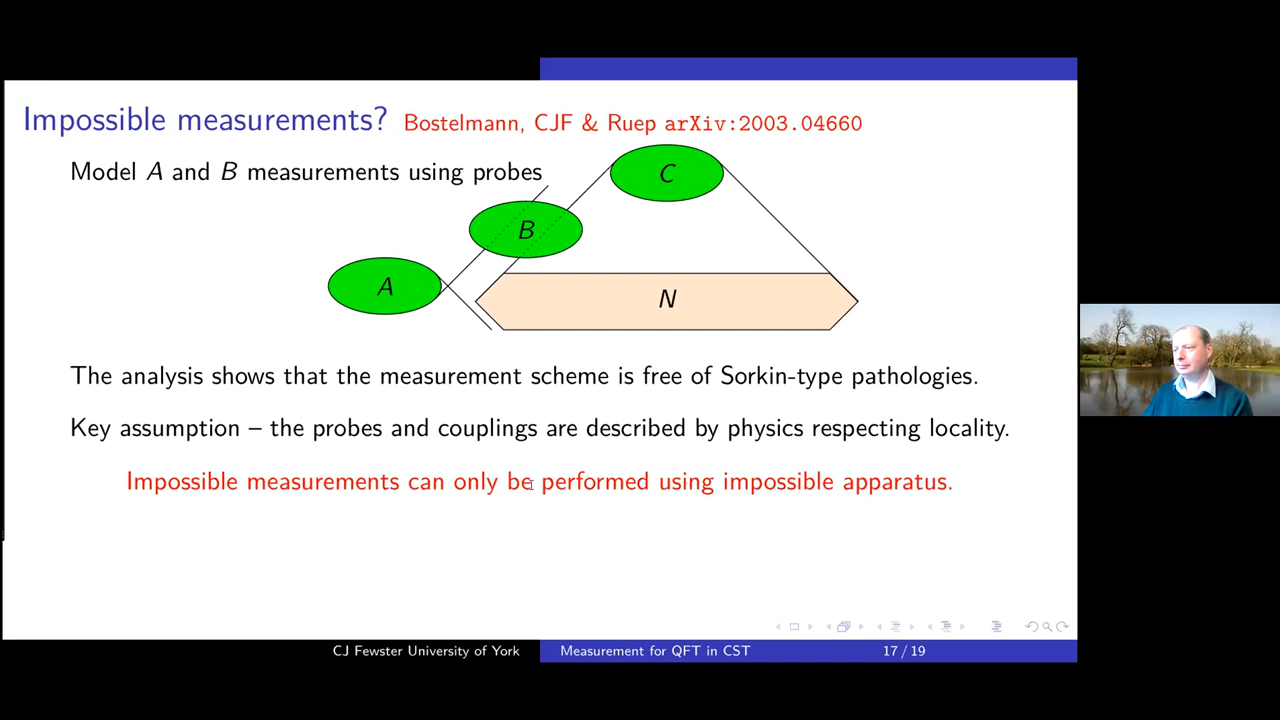 Impossible measurements? Bostelmann, CJF & Ruep arXiv:2003.04660
Model A and B measurements using probes
C
B
A
N
The analysis shows that the measurement scheme is free of Sorkin-type pathologies.
Key assumption – the probes and couplings are described by physics respecting locality.
Impossible measurements can only be performed using impossible apparatus.
CJ Fewster University of York Measurement for QFT in CST 17 / 19